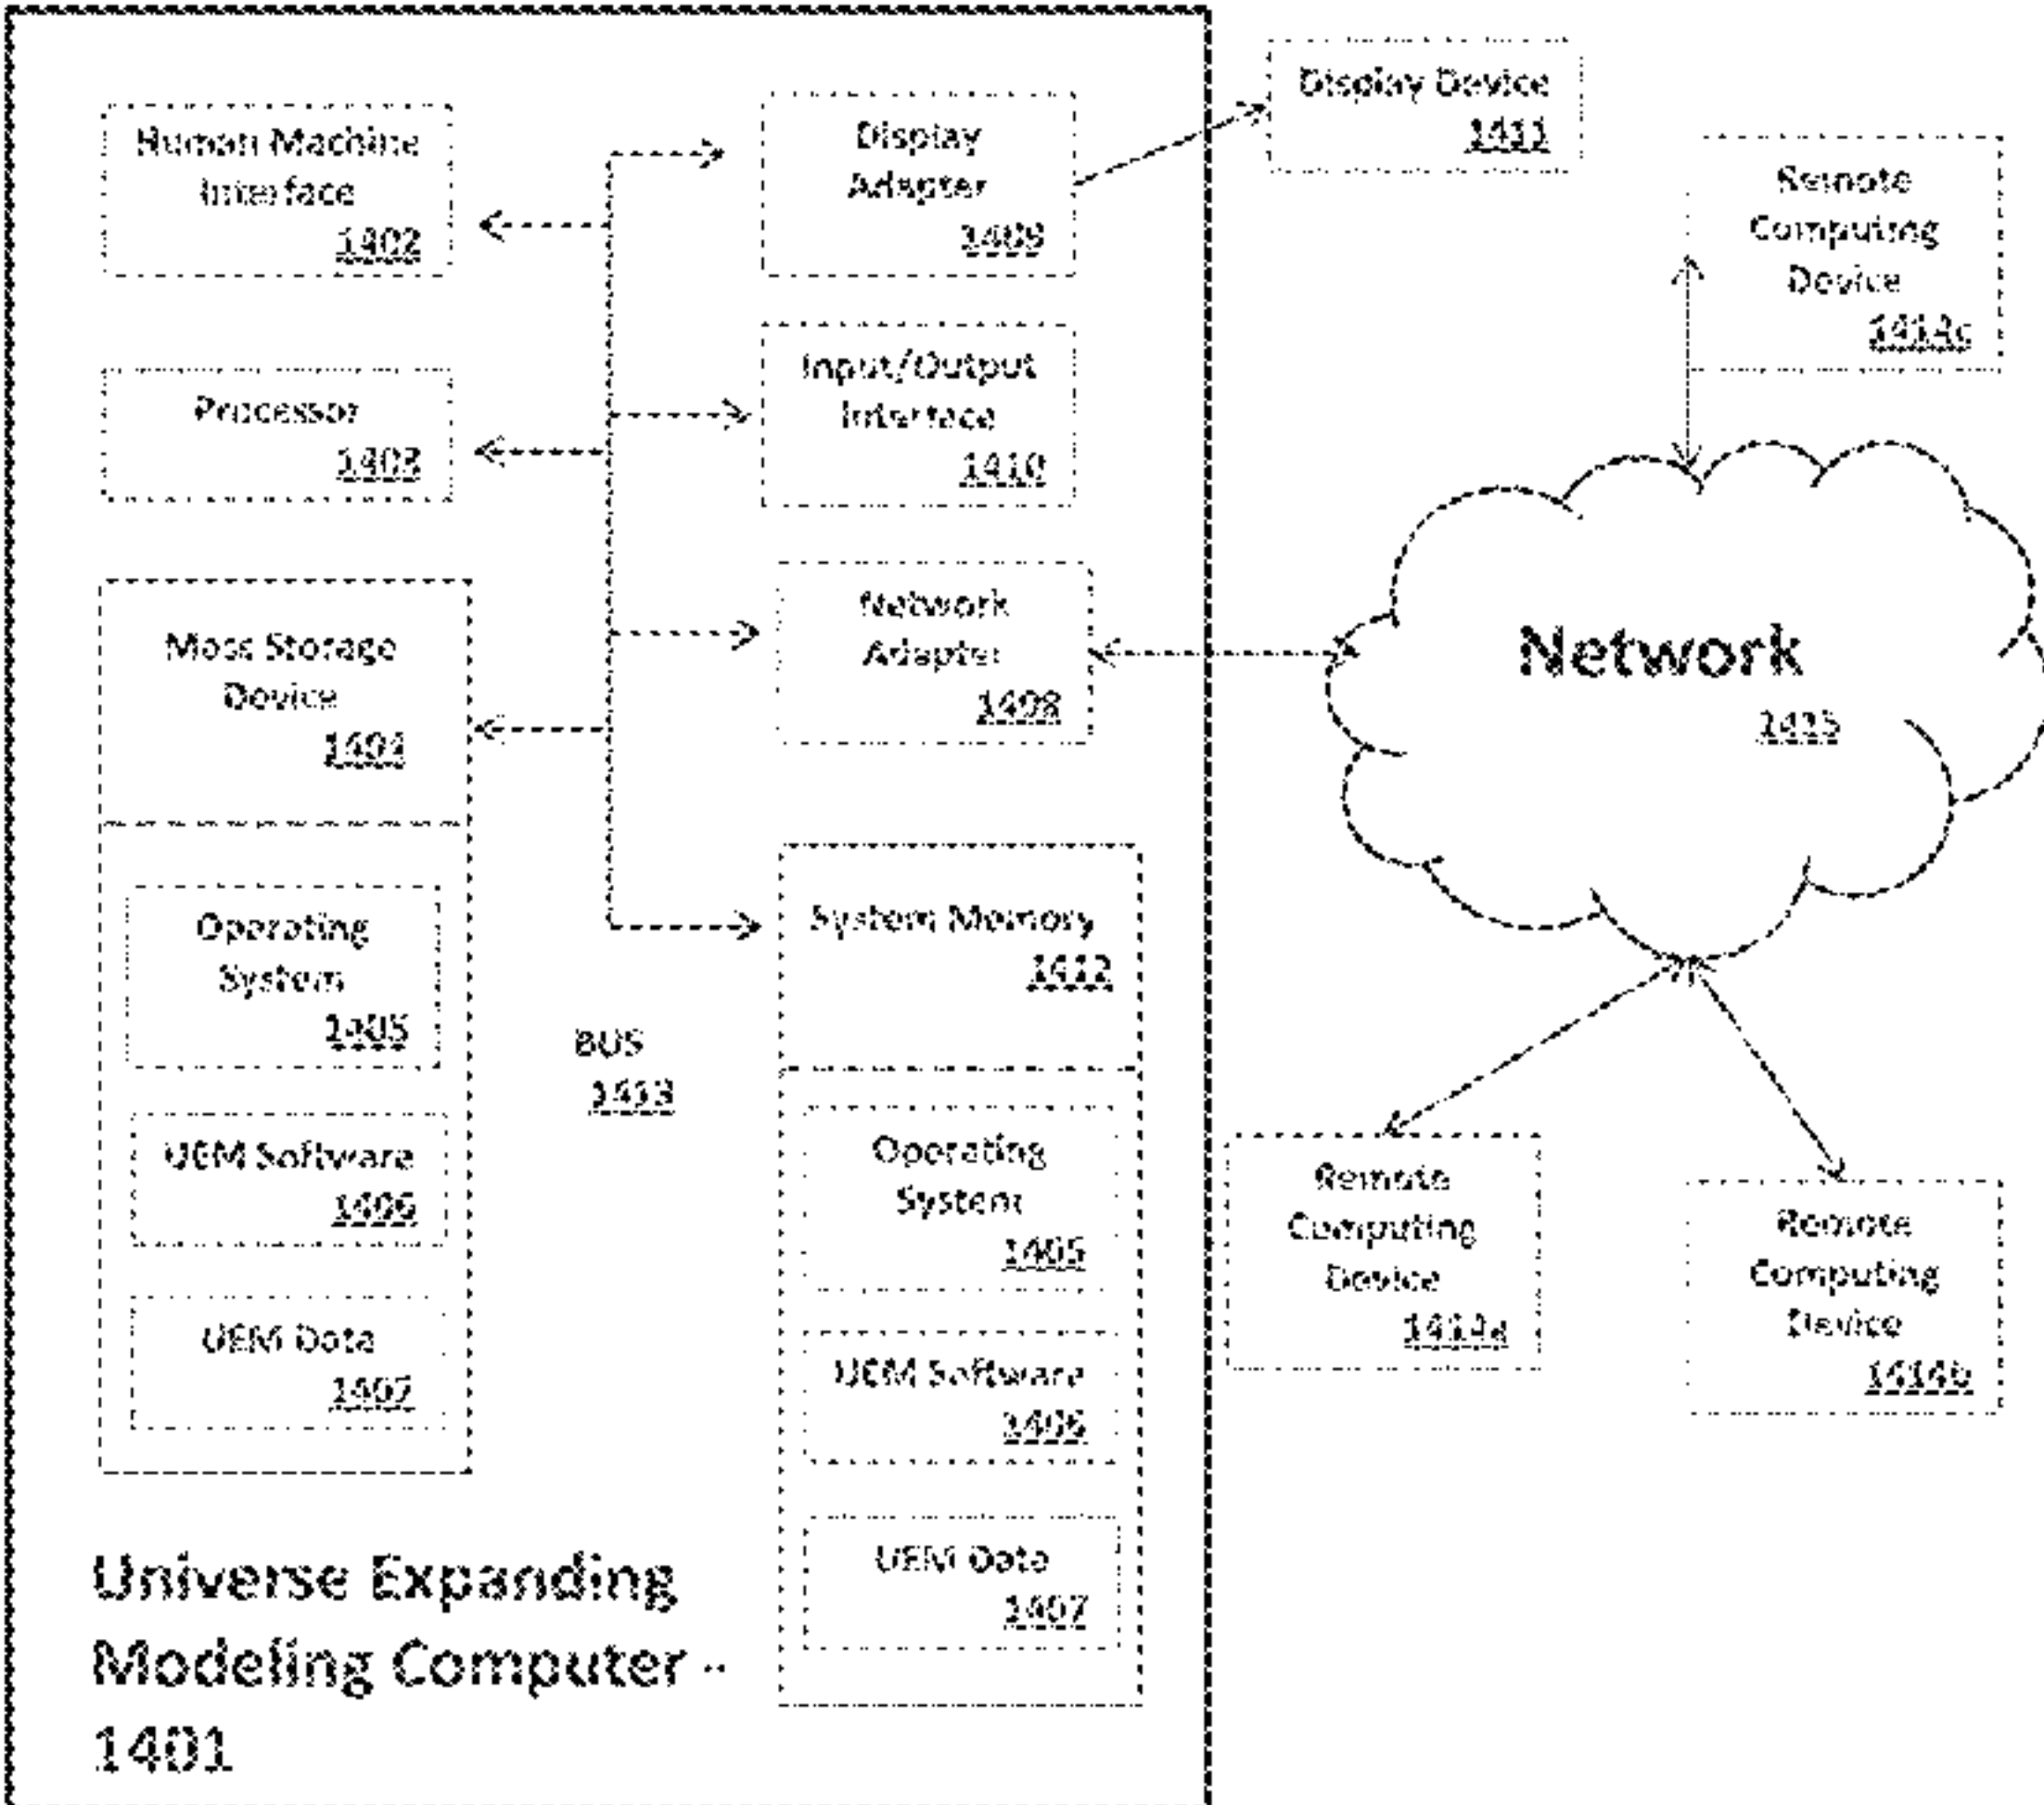 Human Machine
Interface
1402
Processor
1403
Mass Storage
Device
1404
Operating
System
1405
UEM Software
1406
UEM Data
1407
Display
Adapter
1409
Input/Output
Interface
1410
Network
Adapter
1408
System Memory
1412
Operating
System
1405
UEM Software
1406
UEM Data
1407
BUS
1413
Universe Expanding
Modeling Computer -
1401
Display Device
1411
Remote
Computing
Device
1414c
Network
1415
Remote
Computing
Device
1414a
Remote
Computing
Device
1414b